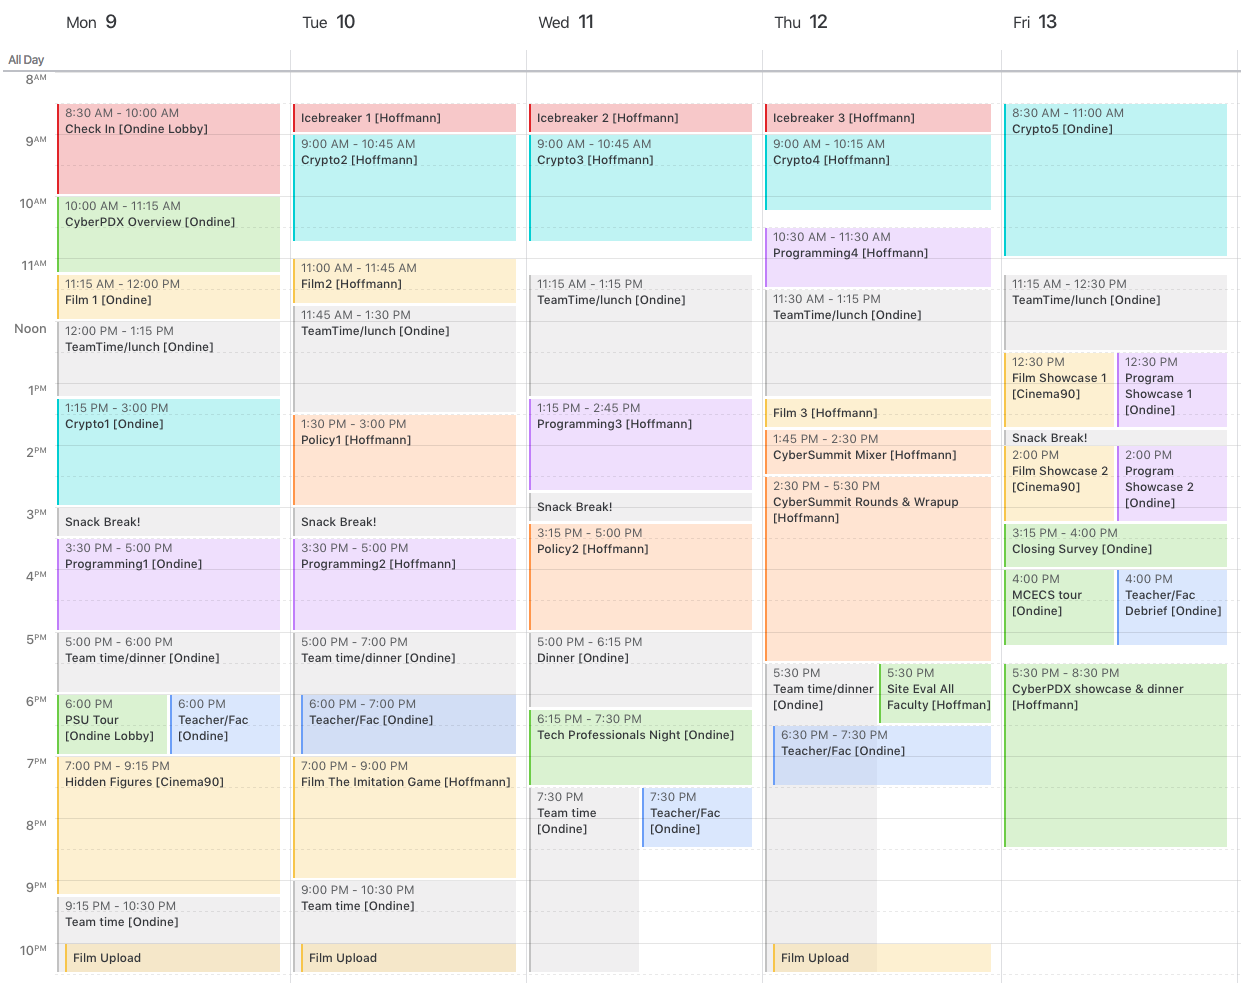 Mon 9
Tue 10
Wed 11
Thu 12
Fri 13
All Day
8AM
9AM
10AM
11AM
Noon
1PM
2PM
3PM
4PM
5PM
6PM
7PM
8PM
9PM
10PM
8:30 AM - 10:00 AM
Check In [Ondine Lobby]
10:00 AM - 11:15 AM
CyberPDX Overview [Ondine]
11:15 AM - 12:00 PM
Film 1 [Ondine]
12:00 PM - 1:15 PM
TeamTime/lunch [Ondine]
1:15 PM - 3:00 PM
Crypto1 [Ondine]
Snack Break!
3:30 PM - 5:00 PM
Programming1 [Ondine]
5:00 PM - 6:00 PM
Team time/dinner [Ondine]
6:00 PM
PSU Tour
[Ondine Lobby]
6:00 PM
Teacher/Fac
[Ondine]
7:00 PM - 9:15 PM
Hidden Figures [Cinema90]
9:15 PM - 10:30 PM
Team time [Ondine]
Film Upload
Icebreaker 1 [Hoffmann]
9:00 AM - 10:45 AM
Crypto2 [Hoffmann]
11:00 AM - 11:45 AM
Film2 [Hoffmann]
11:45 AM - 1:30 PM
TeamTime/lunch [Ondine]
1:30 PM - 3:00 PM
Policy1 [Hoffmann]
Snack Break!
3:30 PM - 5:00 PM
Programming2 [Hoffmann]
5:00 PM - 7:00 PM
Team time/dinner [Ondine]
6:00 PM - 7:00 PM
Teacher/Fac [Ondine]
7:00 PM - 9:00 PM
Film The Imitation Game [Hoffmann]
9:00 PM - 10:30 PM
Team time [Ondine]
Film Upload
Icebreaker 2 [Hoffmann]
9:00 AM - 10:45 AM
Crypto3 [Hoffmann]
11:15 AM - 1:15 PM
TeamTime/lunch [Ondine]
1:15 PM - 2:45 PM
Programming3 [Hoffmann]
Snack Break!
3:15 PM - 5:00 PM
Policy2 [Hoffmann]
5:00 PM - 6:15 PM
Dinner [Ondine]
6:15 PM - 7:30 PM
Tech Professionals Night [Ondine]
7:30 PM
Team time
[Ondine]
7:30 PM
Teacher/Fac
[Ondine]
Icebreaker 3 [Hoffmann]
9:00 AM - 10:15 AM
Crypto4 [Hoffmann]
10:30 AM - 11:30 AM
Programming4 [Hoffmann]
11:30 AM - 1:15 PM
TeamTime/lunch [Ondine]
Film 3 [Hoffmann]
1:45 PM - 2:30 PM
CyberSummit Mixer [Hoffmann]
2:30 PM - 5:30 PM
CyberSummit Rounds & Wrapup
[Hoffmann]
5:30 PM
Team time/dinner
[Ondine]
5:30 PM
Site Eval All
Faculty [Hoffman]
6:30 PM - 7:30 PM
Teacher/Fac [Ondine]
Film Upload
8:30 AM - 11:00 AM
Crypto5 [Ondine]
11:15 AM - 12:30 PM
TeamTime/lunch [Ondine]
12:30 PM
Film Showcase 1
[Cinema90]
12:30 PM
Program
Showcase 1
[Ondine]
Snack Break!
2:00 PM
Film Showcase 2
[Cinema90]
2:00 PM
Program
Showcase 2
[Ondine]
3:15 PM - 4:00 PM
Closing Survey [Ondine]
4:00 PM
MCECS tour
[Ondine]
4:00 PM
Teacher/Fac
Debrief [Ondine]
5:30 PM - 8:30 PM
CyberPDX showcase & dinner
[Hoffmann]